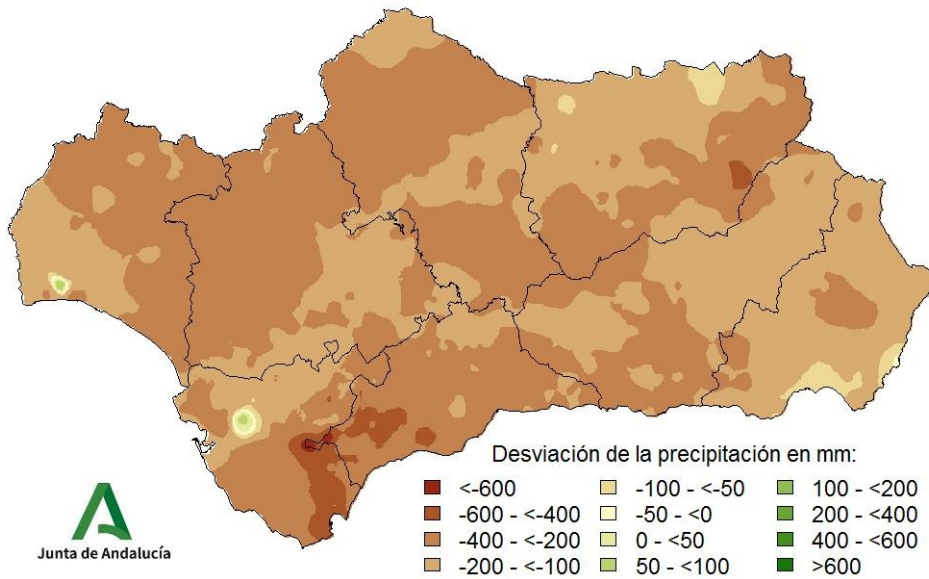 Desviación de la precipitación en mm:
<-600
-600 - <-400
-400 - <-200
-200 - <-100
-100 - <-50
-50 - <0
0 - <50
50 - <100
100 - <200
200 - <400
400 - <600
>600
Junta de Andalucía